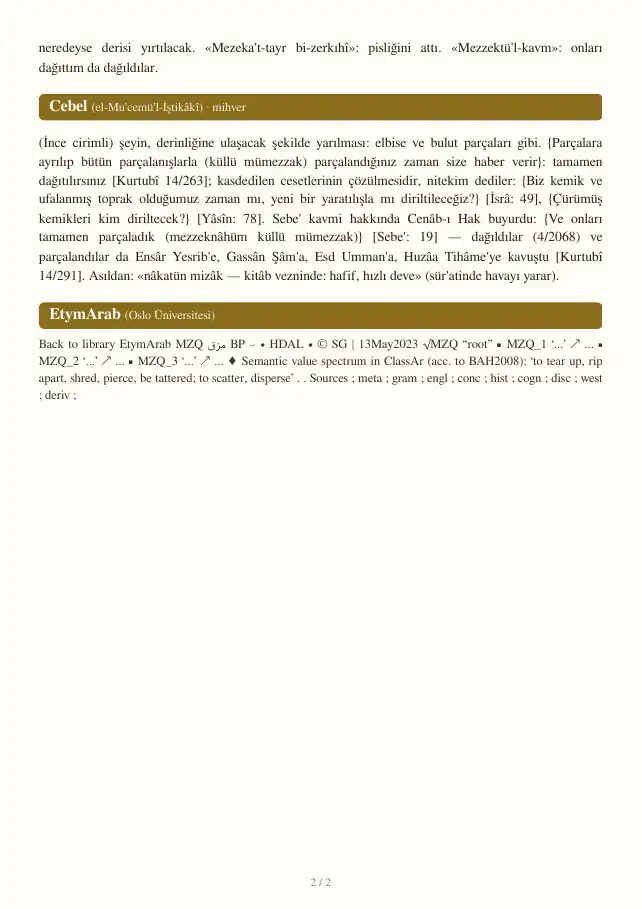 neredeyse derisi yırtılacak. «Mezeka't-tayr bi-zerkıhî»: pisliğini attı. «Mezzektü'l-kavm»: onları
dağıttım da dağıldılar.
Cebel (el-Mu'cemü'l-İştikâkî) · mihver
(İnce cirimli) şeyin, derinliğine ulaşacak şekilde yarılması: elbise ve bulut parçaları gibi. {Parçalara
ayrılıp bütün parçalanışlarla (küllü mümezzak) parçalandığınız zaman size haber verir}: tamamen
dağıtılırsınız [Kurtubî 14/263]; kasdedilen cesetlerinin çözülmesidir, nitekim dediler: {Biz kemik ve
ufalanmış toprak olduğumuz zaman mı, yeni bir yaratılışla mı diriltileceğiz?} [İsrâ: 49], {Çürümüş
kemikleri kim diriltecek?} [Yâsîn: 78]. Sebe' kavmi hakkında Cenâb-ı Hak buyurdu: {Ve onları
tamamen parçaladık (mezzeknâhüm küllü mümezzak)} [Sebe': 19] — dağıldılar (4/2068) ve
parçalandılar da Ensâr Yesrib'e, Gassân Şâm'a, Esd Umman'a, Huzâa Tihâme'ye kavuştu [Kurtubî
14/291]. Asıldan: «nâkatün mizâk — kitâb vezninde: hafif, hızlı deve» (sür'atinde havayı yarar).
EtymArab (Oslo Üniversitesi)
Back to library EtymArab MZQ مزق BP – • HDAL • © SG | 13May2023 √MZQ “root” ▪ MZQ_1 ‘...’ ↗ ... ▪
MZQ_2 ‘...’ ↗ ... ▪ MZQ_3 ‘...’ ↗ ... ♦ Semantic value spectrum in ClassAr (acc. to BAH2008): ‘to tear up, rip
apart, shred, pierce, be tattered; to scatter, disperse’ . . Sources ; meta ; gram ; engl ; conc ; hist ; cogn ; disc ; west
; deriv ;
2 / 2